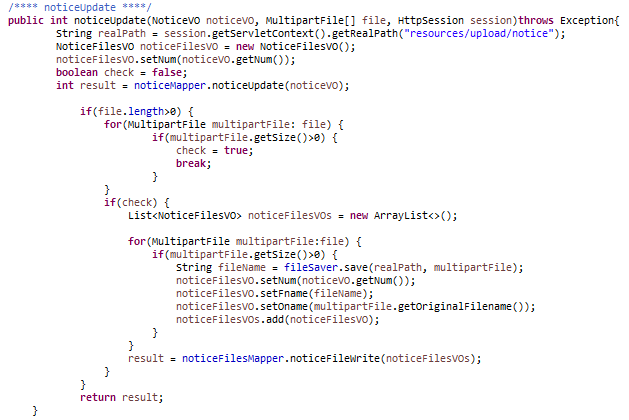 /**** noticeUpdate ****/
public int noticeUpdate(NoticeVO noticeVO, MultipartFile[] file, HttpSession session)throws Exception{
        String realPath = session.getServletContext().getRealPath("resources/upload/notice");
        NoticeFilesVO noticeFilesVO = new NoticeFilesVO();
        noticeFilesVO.setNum(noticeVO.getNum());
        boolean check = false;
        int result = noticeMapper.noticeUpdate(noticeVO);

            if(file.length>0) {
                for(MultipartFile multipartFile: file) {
                        if(multipartFile.getSize()>0) {
                            check = true;
                            break;
                        }
                }
                if(check) {
                    List<NoticeFilesVO> noticeFilesVOs = new ArrayList<>();

                    for(MultipartFile multipartFile:file) {
                        if(multipartFile.getSize()>0) {
                            String fileName = fileSaver.save(realPath, multipartFile);
                            noticeFilesVO.setNum(noticeVO.getNum());
                            noticeFilesVO.setFname(fileName);
                            noticeFilesVO.setOname(multipartFile.getOriginalFilename());
                            noticeFilesVOs.add(noticeFilesVO);
                        }
                    }
                    result = noticeFilesMapper.noticeFileWrite(noticeFilesVOs);
                }
            }
            return result;
    }